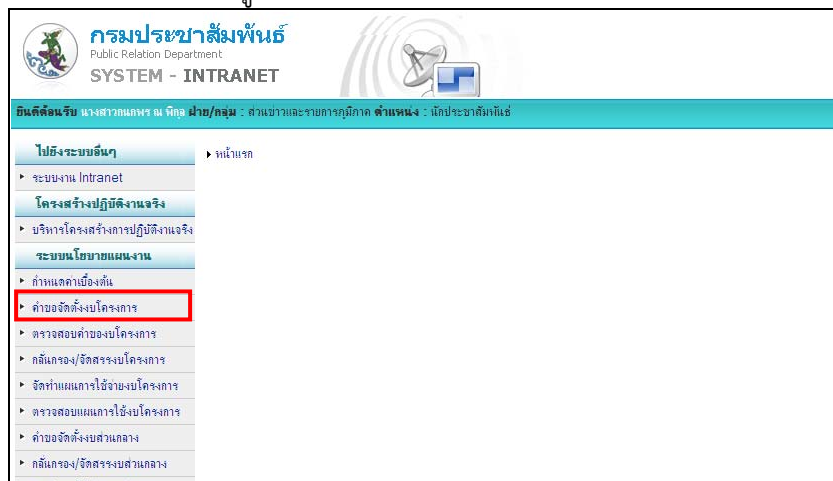 กรมประชาสัมพันธ์
Public Relation Department
SYSTEM - INTRANET
ยินดีต้อนรับ นางสาวกนกพร ณ พิกุล ฝ่าย/กลุ่ม : ส่วนข่าวและรายการภูมิภาค ตำแหน่ง : นักประชาสัมพันธ์
ไปยังระบบอื่นๆ
หน้าแรก
ระบบงาน Intranet
โครงสร้างปฏิบัติงานจริง
บริหารโครงสร้างการปฏิบัติงานจริง
ระบบนโยบายแผนงาน
กำหนดค่าเบื้องต้น
คำขอจัดตั้งงบโครงการ
ตรวจสอบคำของบโครงการ
กลั่นกรอง/จัดสรรงบโครงการ
จัดทำแผนการใช้จ่ายงบโครงการ
ตรวจสอบแผนการใช้งบโครงการ
คำขอจัดตั้งงบส่วนกลาง
กลั่นกรอง/จัดสรรงบส่วนกลาง